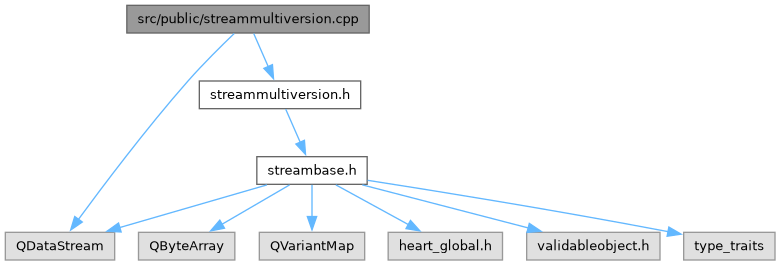 src/public/streammultiversion.cpp
streammultiversion.h
streambase.h
QDataStream
QByteArray
QVariantMap
heart_global.h
validableobject.h
type_traits